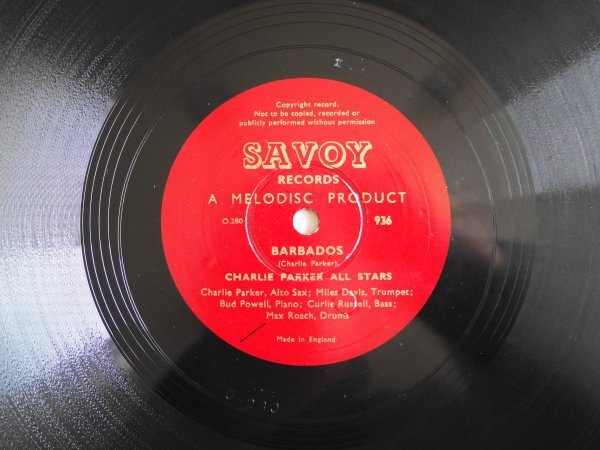 Copyright record.
Not to be copied, recorded or
publicly performed without permission
SAVOY
RECORDS
A MELODISC PRODUCT
O.280 936
BARBADOS
(Charlie Parker).
CHARLIE PARKER ALL STARS
Charlie Parker, Alto Sax; Miles Davis, Trumpet;
Bud Powell, Piano; Curlie Russell, Bass;
Max Roach, Drums
Made in England